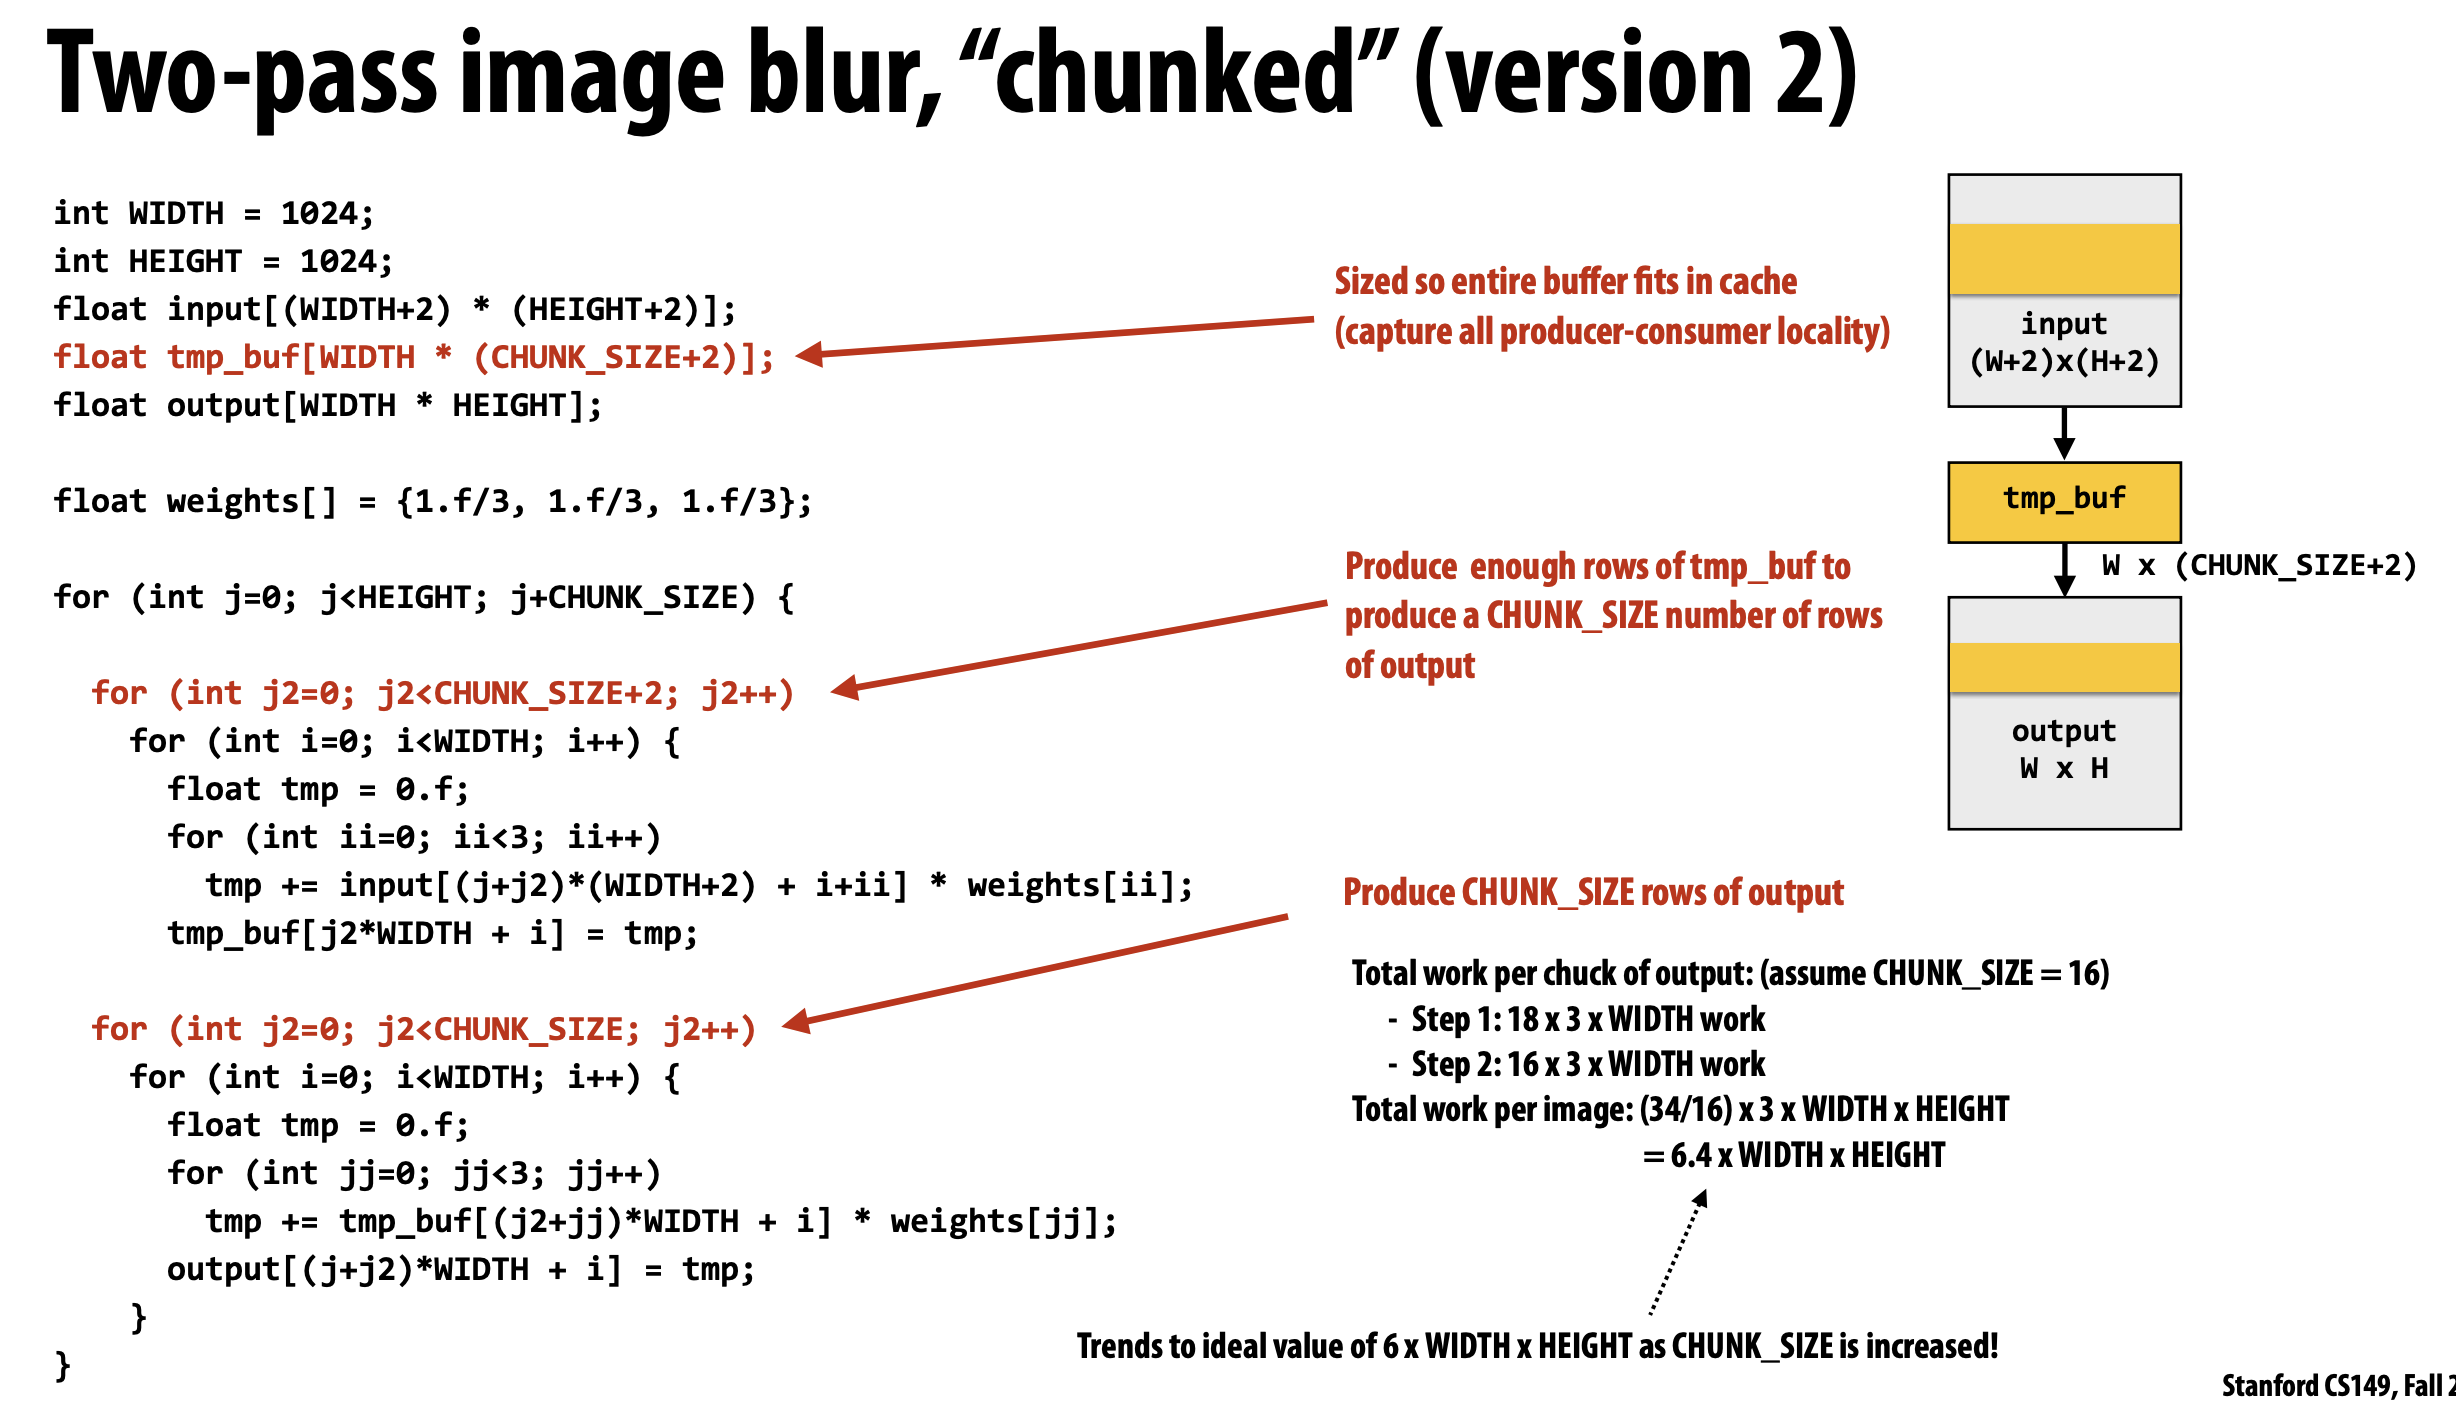 Two-pass image blur, “chunked” (version 2)
int WIDTH = 1024;
int HEIGHT = 1024;
float input[(WIDTH+2) * (HEIGHT+2)];
float tmp_buf[WIDTH * (CHUNK_SIZE+2)];
float output[WIDTH * HEIGHT];
float weights[] = {1.f/3, 1.f/3, 1.f/3};
for (int j=0; j<HEIGHT; j+CHUNK_SIZE) {
for (int j2=0; j2<CHUNK_SIZE+2; j2++)
for (int i=0; i<WIDTH; i++) {
float tmp = 0.f;
for (int ii=0; ii<3; ii++)
tmp += input[(j+j2)*(WIDTH+2) + i+ii] * weights[ii];
tmp_buf[j2*WIDTH + i] = tmp;
for (int j2=0; j2<CHUNK_SIZE; j2++)
for (int i=0; i<WIDTH; i++) {
float tmp = 0.f;
for (int jj=0; jj<3; jj++)
tmp += tmp_buf[(j2+jj)*WIDTH + i] * weights[jj];
output[(j+j2)*WIDTH + i] = tmp;
}
}
Sized so entire buffer fits in cache
(capture all producer-consumer locality)
Produce enough rows of tmp_buf to
produce a CHUNK_SIZE number of rows
of output
Produce CHUNK_SIZE rows of output
Total work per chuck of output: (assume CHUNK_SIZE = 16)
- Step 1: 18 x 3 x WIDTH work
- Step 2: 16 x 3 x WIDTH work
Total work per image: (34/16) x 3 x WIDTH x HEIGHT
= 6.4 x WIDTH x HEIGHT
Trends to ideal value of 6 x WIDTH x HEIGHT as CHUNK_SIZE is increased!
input
(W+2)x(H+2)
tmp_buf
W x (CHUNK_SIZE+2)
output
W x H
Stanford CS149, Fall 2